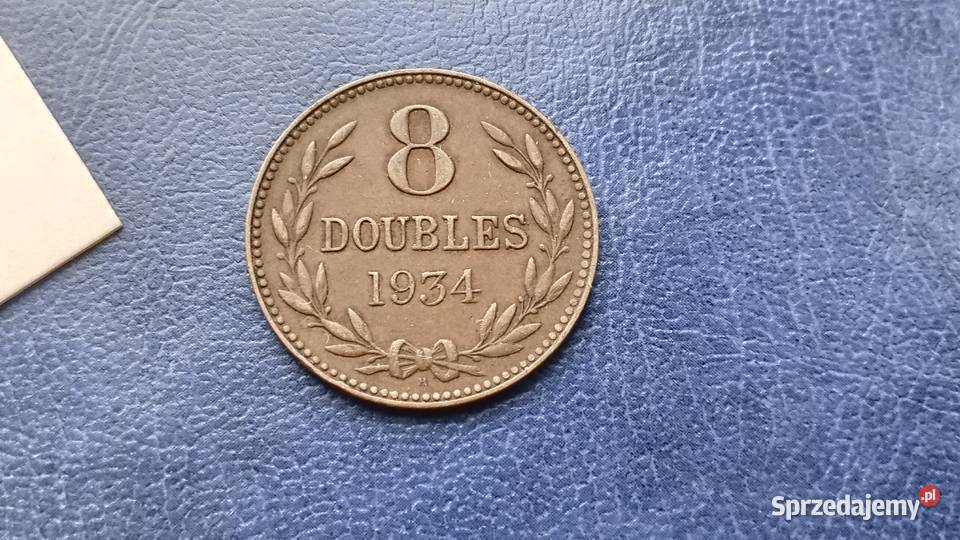 8
DOUBLES
1934
H
Sprzedajemy.pl